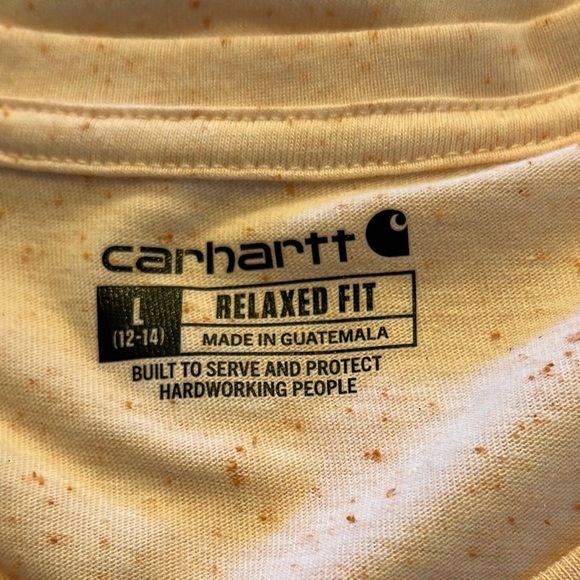 carhartt
L
(12-14)
RELAXED FIT
MADE IN GUATEMALA
BUILT TO SERVE AND PROTECT
HARDWORKING PEOPLE